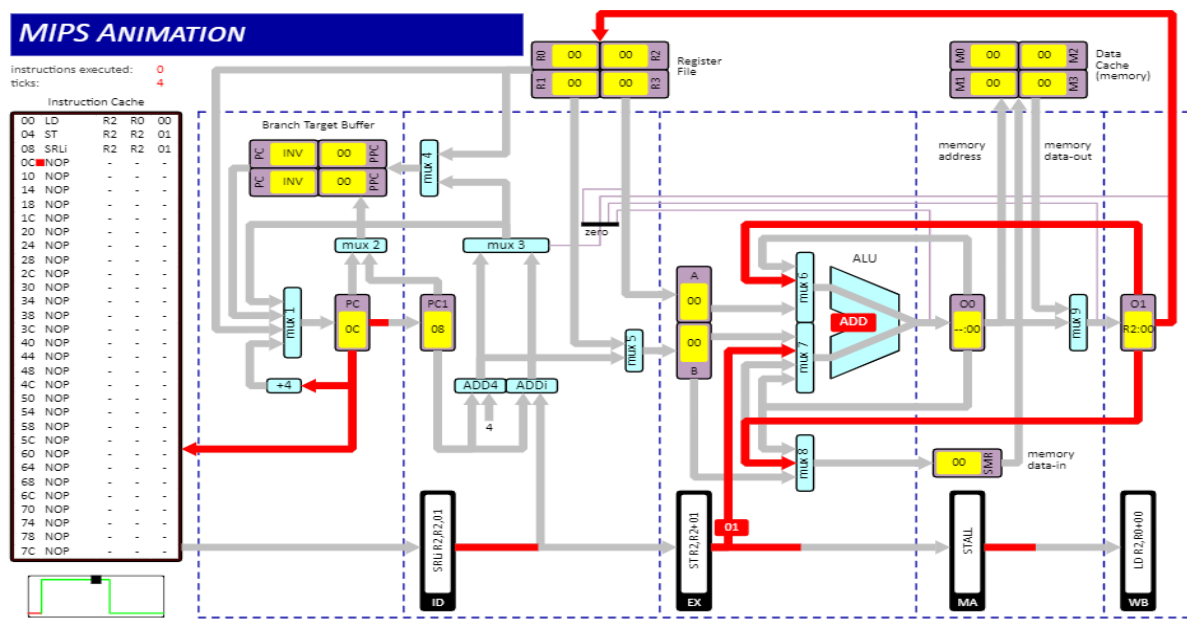 MIPS ANIMATION
instructions executed: 0
ticks: 4
Instruction Cache
00 LD R2 R0 00
04 ST R2 R2 01
08 SRLi R2 R2 01
0C NOP - - -
10 NOP - - -
14 NOP - - -
18 NOP - - -
1C NOP - - -
20 NOP - - -
24 NOP - - -
28 NOP - - -
2C NOP - - -
30 NOP - - -
34 NOP - - -
38 NOP - - -
3C NOP - - -
40 NOP - - -
44 NOP - - -
48 NOP - - -
4C NOP - - -
50 NOP - - -
54 NOP - - -
58 NOP - - -
5C NOP - - -
60 NOP - - -
64 NOP - - -
68 NOP - - -
6C NOP - - -
70 NOP - - -
74 NOP - - -
78 NOP - - -
7C NOP - - -
R0 00 00 R2
R1 00 00 R3
Register
File
M0 00 00 M2
M1 00 00 M3
Data
Cache
(memory)
Branch Target Buffer
PC INV 00 PPC
PC INV 00 PPC
mux 4
memory
address
memory
data-out
zero
mux 2
mux 3
mux 1
PC
0C
PC1
08
+4
ADD4
ADDi
4
mux 5
A
00
00
B
mux 6
mux 7
mux 8
ALU
ADD
O0
--:00
mux 9
O1
R2:00
00 SMR
memory
data-in
01
SRLi R2,R2,01
ID
ST R2,R2+01
EX
STALL
MA
LD R2,R0+00
WB